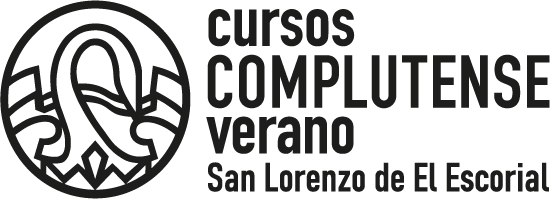 cursos
COMPLUTENSE
verano
San Lorenzo de El Escorial